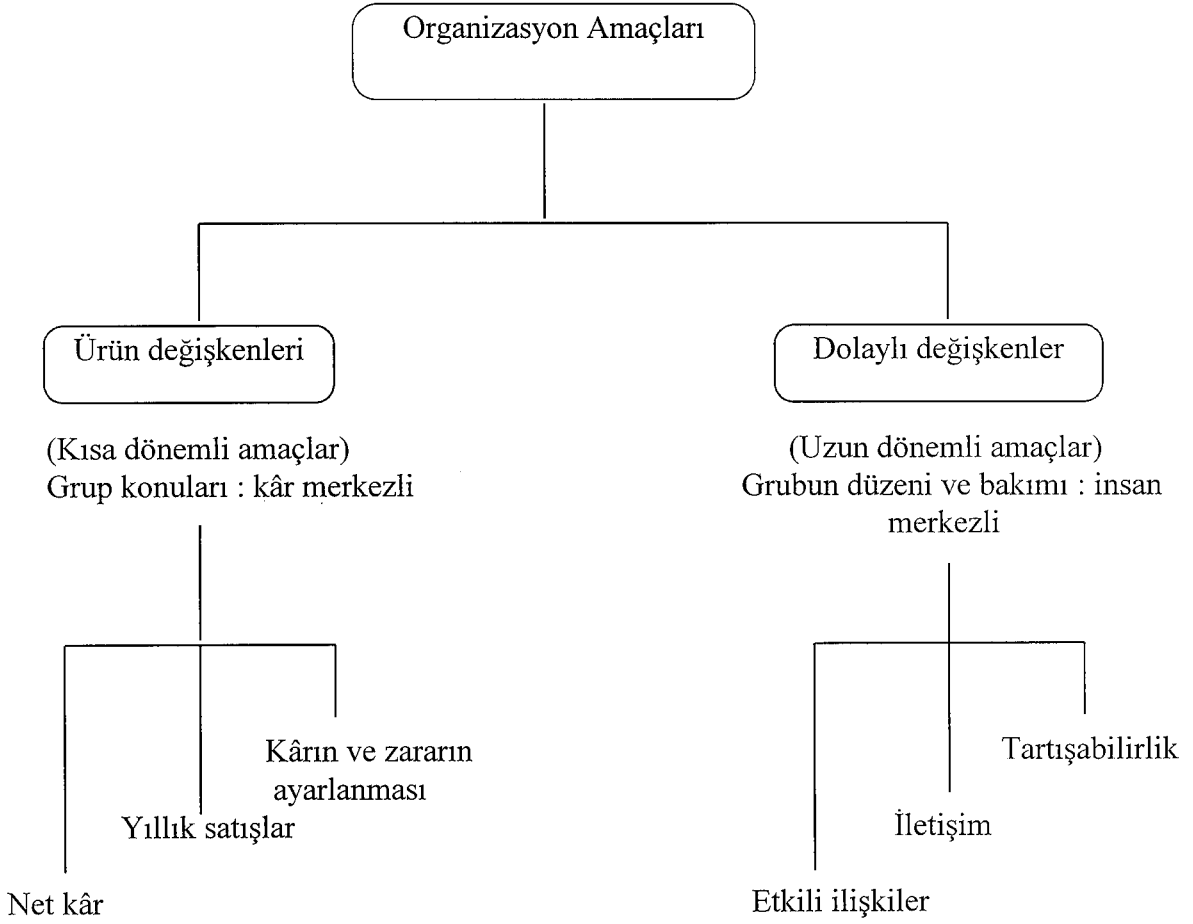 Organizasyon Amaçları
Ürün değişkenleri
Dolaylı değişkenler
(Kısa dönemli amaçlar)
Grup konuları : kâr merkezli
(Uzun dönemli amaçlar)
Grubun düzeni ve bakımı : insan
merkezli
Kârın ve zararın
ayarlanması
Yıllık satışlar
Net kâr
Tartışabilirlik
İletişim
Etkili ilişkiler